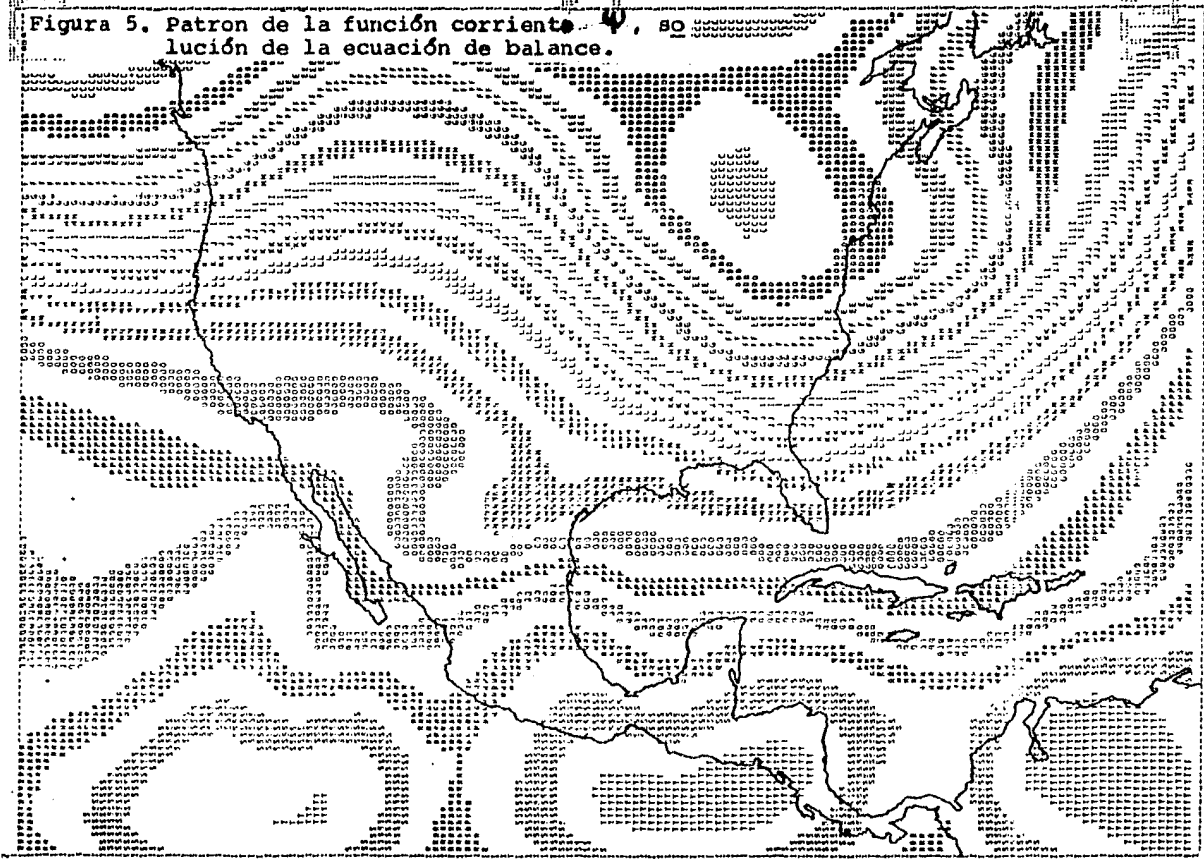 Figura 5. Patron de la función corriente ψ, so
lución de la ecuación de balance.